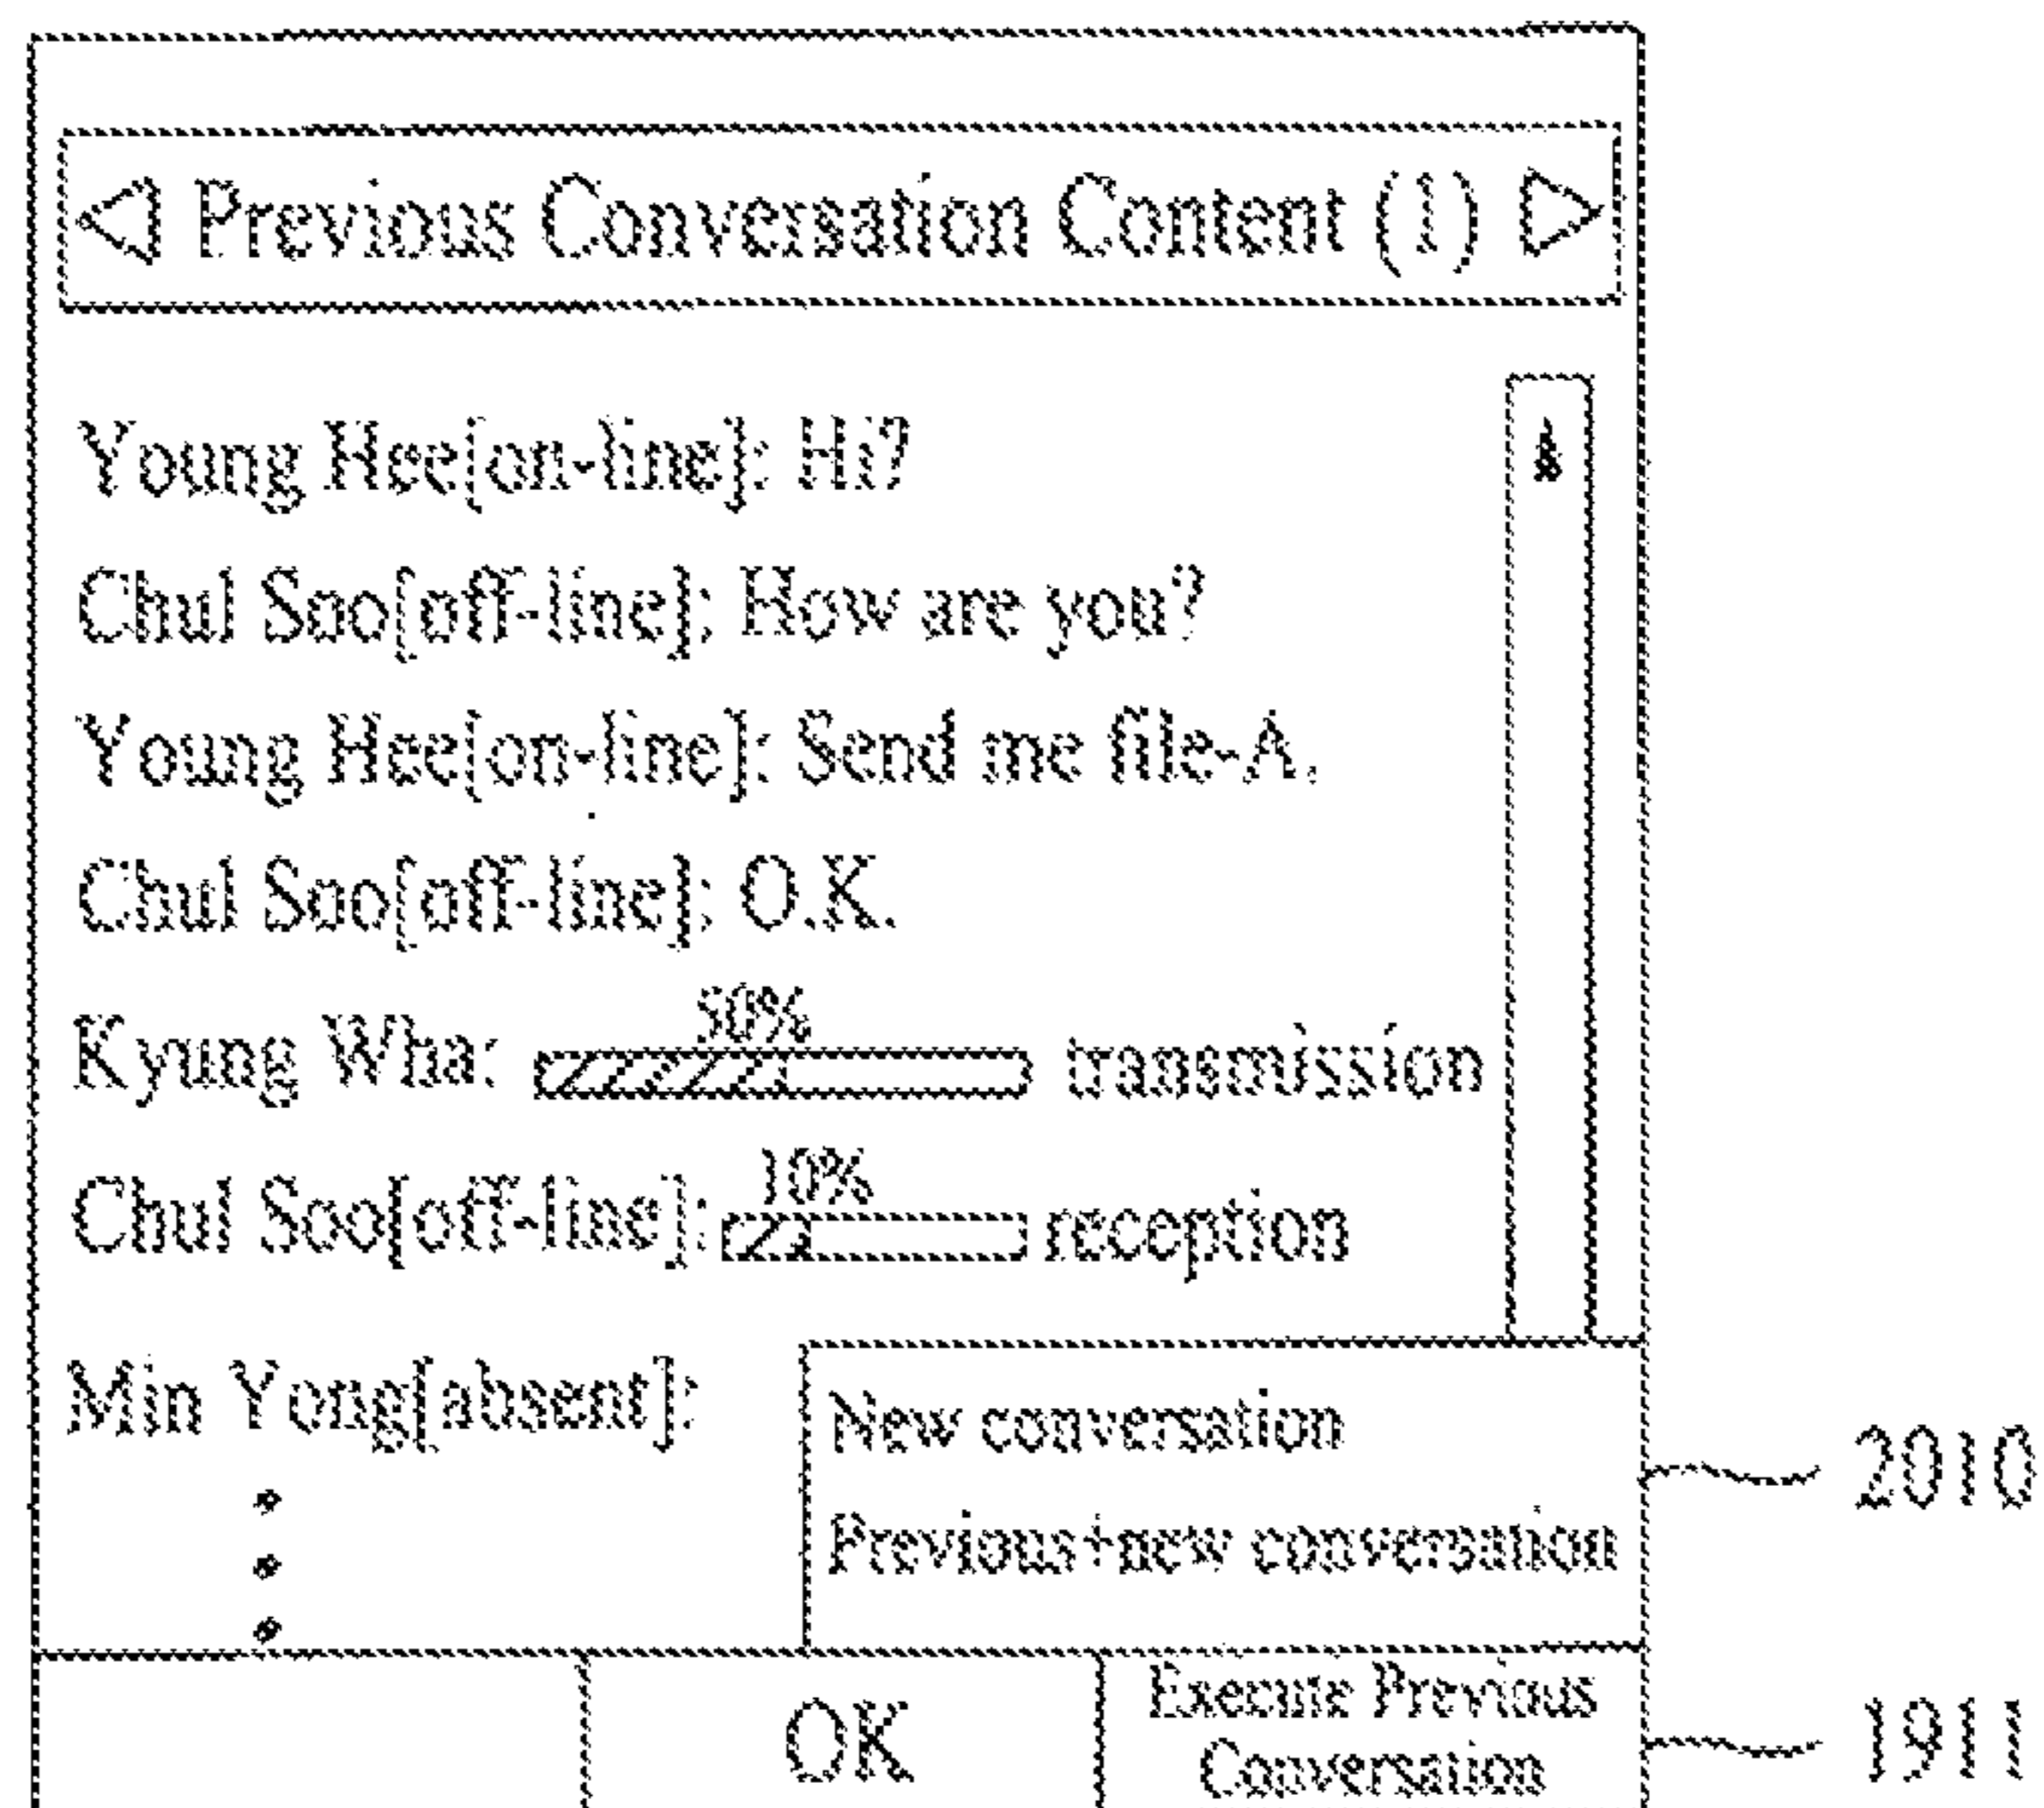 ◁ Previous Conversation Content (1) ▷
Young Hee[on-line]: Hi?
Chul Soo[off-line]: How are you?
Young Hee[on-line]: Send me file-A.
Chul Soo[off-line]: O.K.
50%
Kyung Wha: transmission
10%
Chul Soo[off-line]: reception
Min Yong[absent]:
New conversation
2010
Previous+new conversation
OK
Execute Previous
Conversation
1911